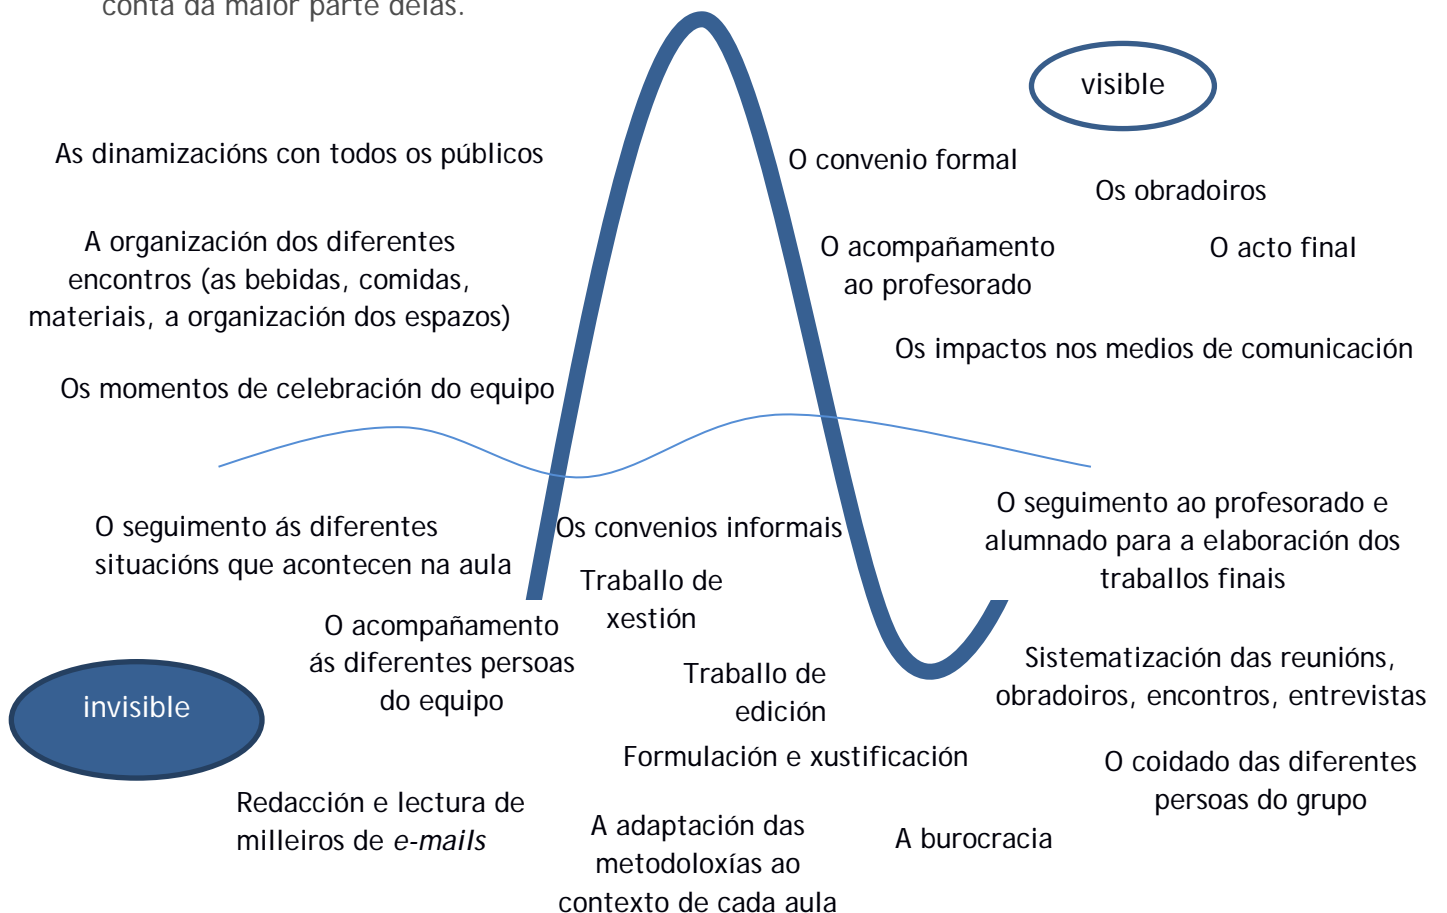 conta da maior parte delas.
visible
As dinamizacións con todos os públicos
O convenio formal
Os obradoiros
A organización dos diferentes
encontros (as bebidas, comidas,
materiais, a organización dos espazos)
O acompañamento
ao profesorado
O acto final
Os impactos nos medios de comunicación
Os momentos de celebración do equipo
O seguimento ás diferentes
situacións que acontecen na aula
Os convenios informais
O seguimento ao profesorado e
alumnado para a elaboración dos
traballos finais
Traballo de
xestión
O acompañamento
ás diferentes persoas
do equipo
Traballo de
edición
Sistematización das reunións,
obradoiros, encontros, entrevistas
invisible
Formulación e xustificación
O coidado das diferentes
persoas do grupo
Redacción e lectura de
milleiros de e-mails
A adaptación das
metodoloxías ao
contexto de cada aula
A burocracia